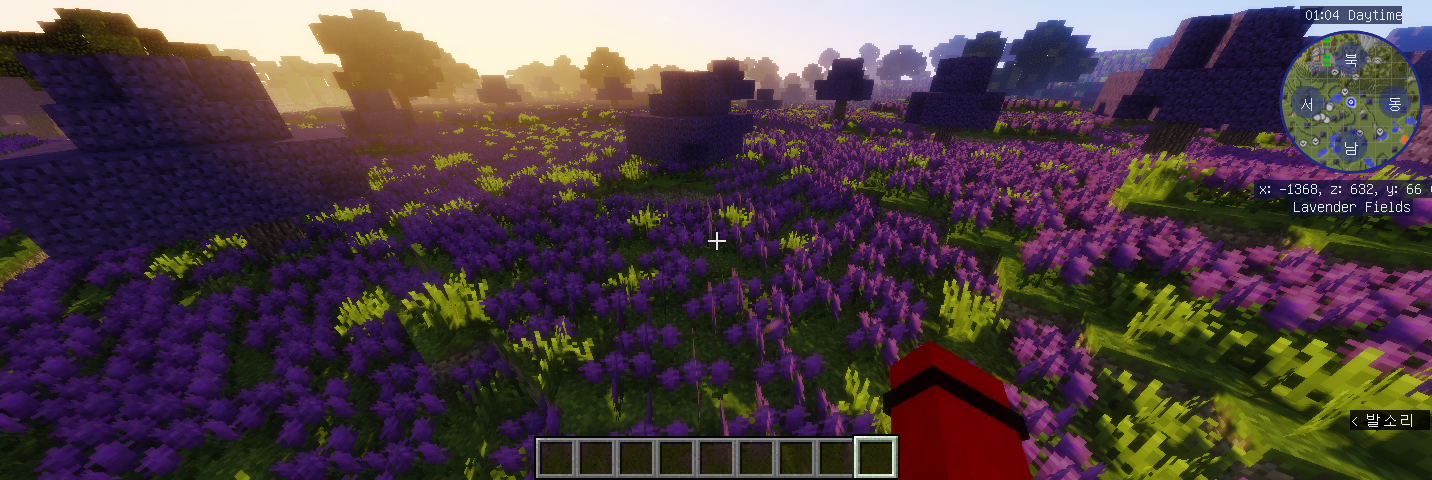 01:04 Daytime
북
서
동
남
x: -1368, z: 632, y: 66
Lavender Fields
< 발소리